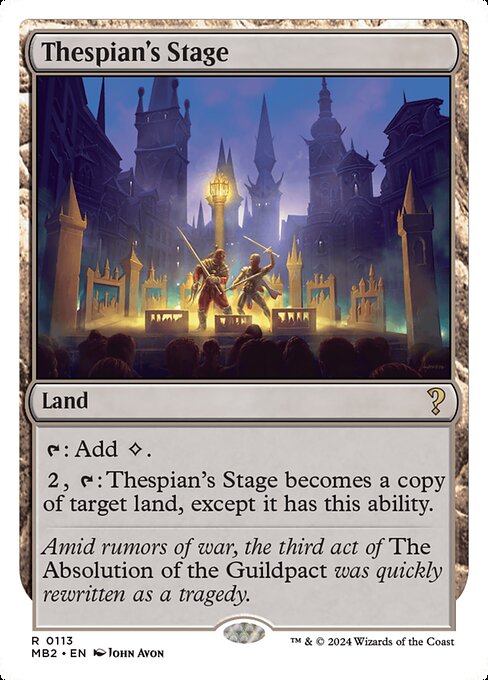 Thespian's Stage
Land
: Add .
2, : Thespian's Stage becomes a copy
of target land, except it has this ability.
Amid rumors of war, the third act of The
Absolution of the Guildpact was quickly
rewritten as a tragedy.
R 0113
MB2 • EN John Avon
™ & © 2024 Wizards of the Coast